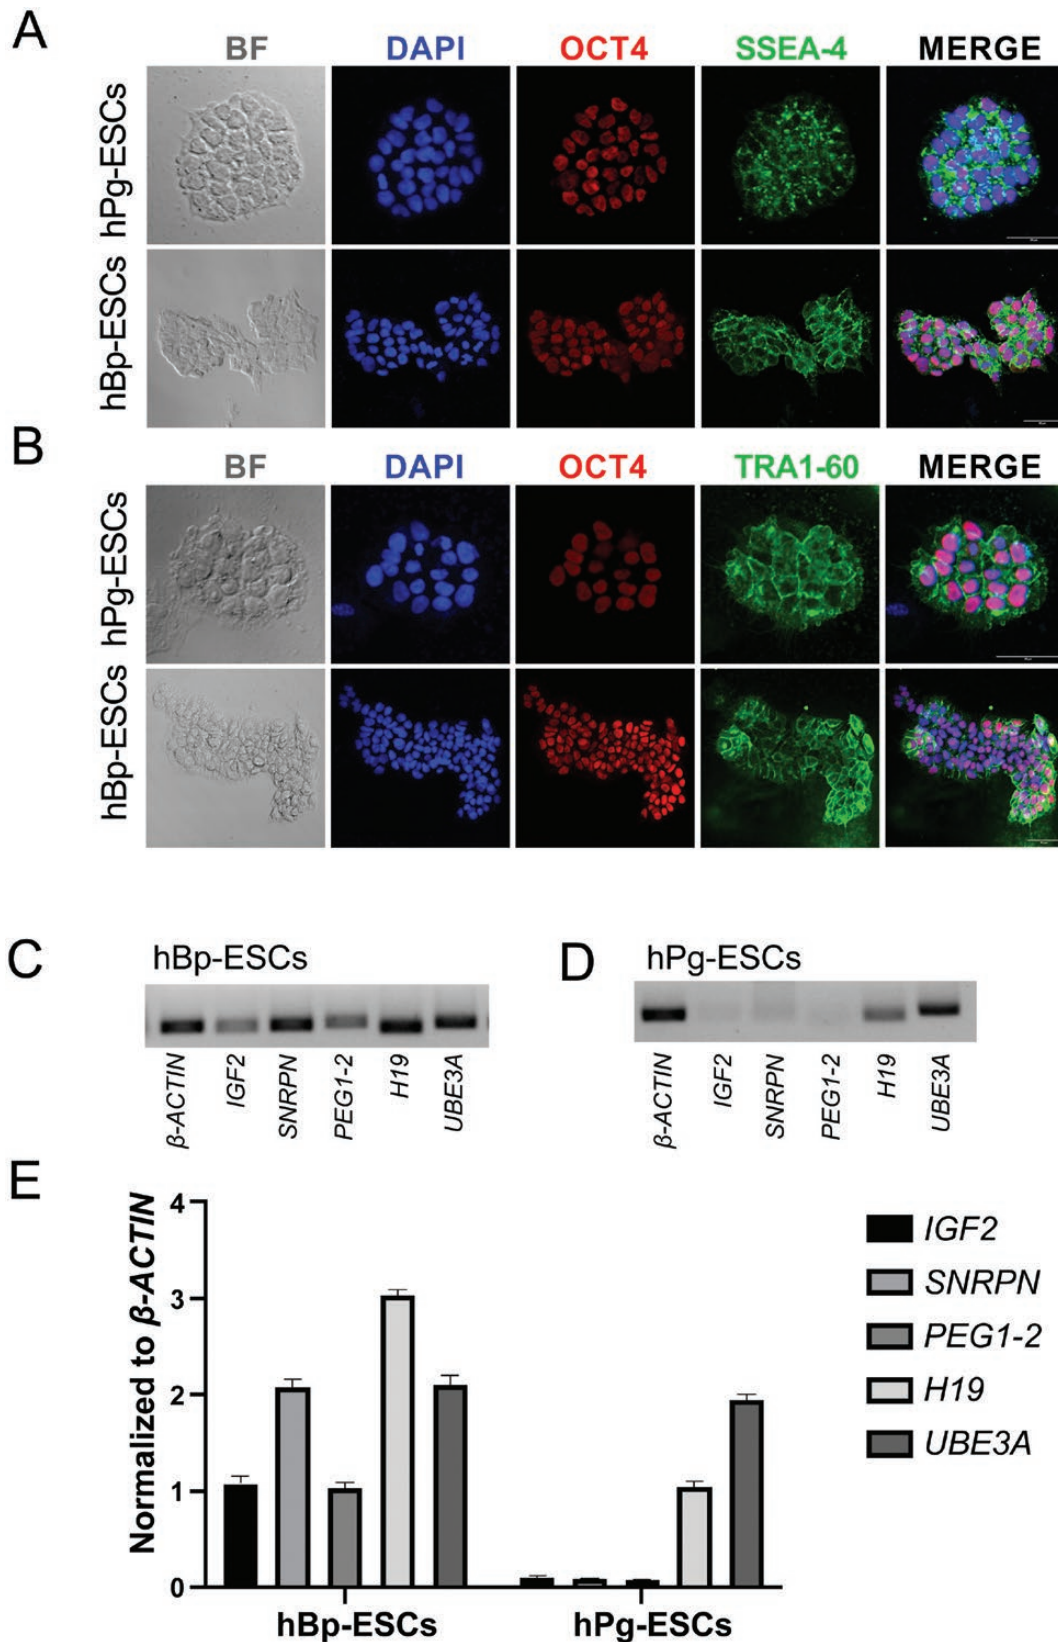 A
BF DAPI OCT4 SSEA-4 MERGE
hPg-ESCs
hBp-ESCs
B
BF DAPI OCT4 TRA1-60 MERGE
hPg-ESCs
hBp-ESCs
C
hBp-ESCs
β-ACTIN
IGF2
SNRPN
PEG1-2
H19
UBE3A
D
hPg-ESCs
β-ACTIN
IGF2
SNRPN
PEG1-2
H19
UBE3A
E
Normalized to β-ACTIN
4
3
2
1
0
hBp-ESCs hPg-ESCs
IGF2
SNRPN
PEG1-2
H19
UBE3A